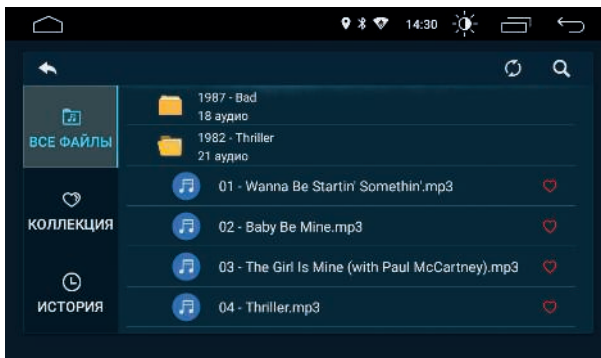 14:30
1987 - Bad
18 аудио
ВСЕ ФАЙЛЫ
1982 - Thriller
21 аудио
01 - Wanna Be Startin' Somethin'.mp3
КОЛЛЕКЦИЯ
02 - Baby Be Mine.mp3
03 - The Girl Is Mine (with Paul McCartney).mp3
ИСТОРИЯ
04 - Thriller.mp3